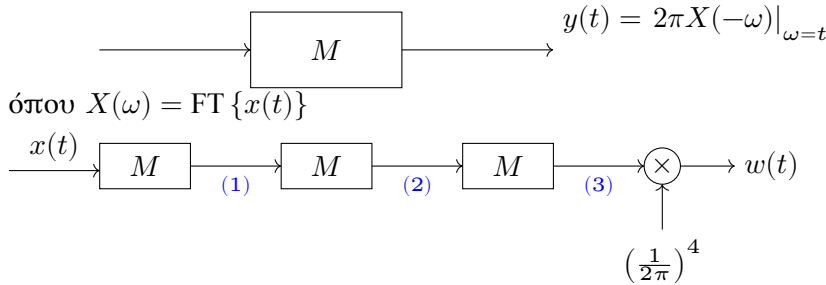 M
y(t) = 2πX(−ω)|_{ω=t}
όπου X(ω) = FT {x(t)}
x(t) M (1) M (2) M (3) × w(t)
(1/2π)^4